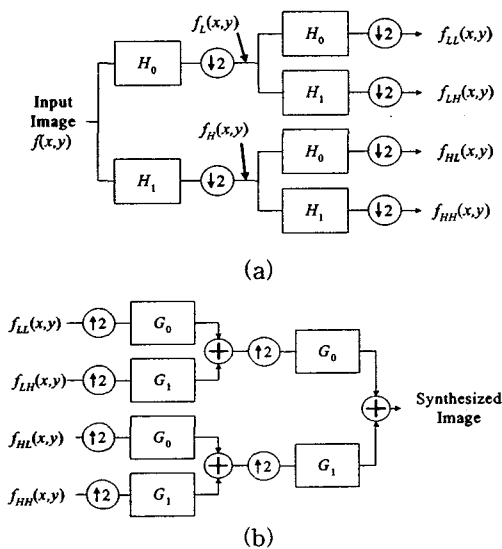 f_L(x,y)
H_0
↓2
H_0
↓2
f_LL(x,y)
H_1
↓2
f_LH(x,y)
Input
Image
f(x,y)
f_H(x,y)
H_1
↓2
H_0
↓2
f_HL(x,y)
H_1
↓2
f_HH(x,y)
(a)
f_LL(x,y)
↑2
G_0
+
↑2
G_0
f_LH(x,y)
↑2
G_1
+
Synthesized
Image
f_HL(x,y)
↑2
G_0
+
↑2
G_1
f_HH(x,y)
↑2
G_1
(b)